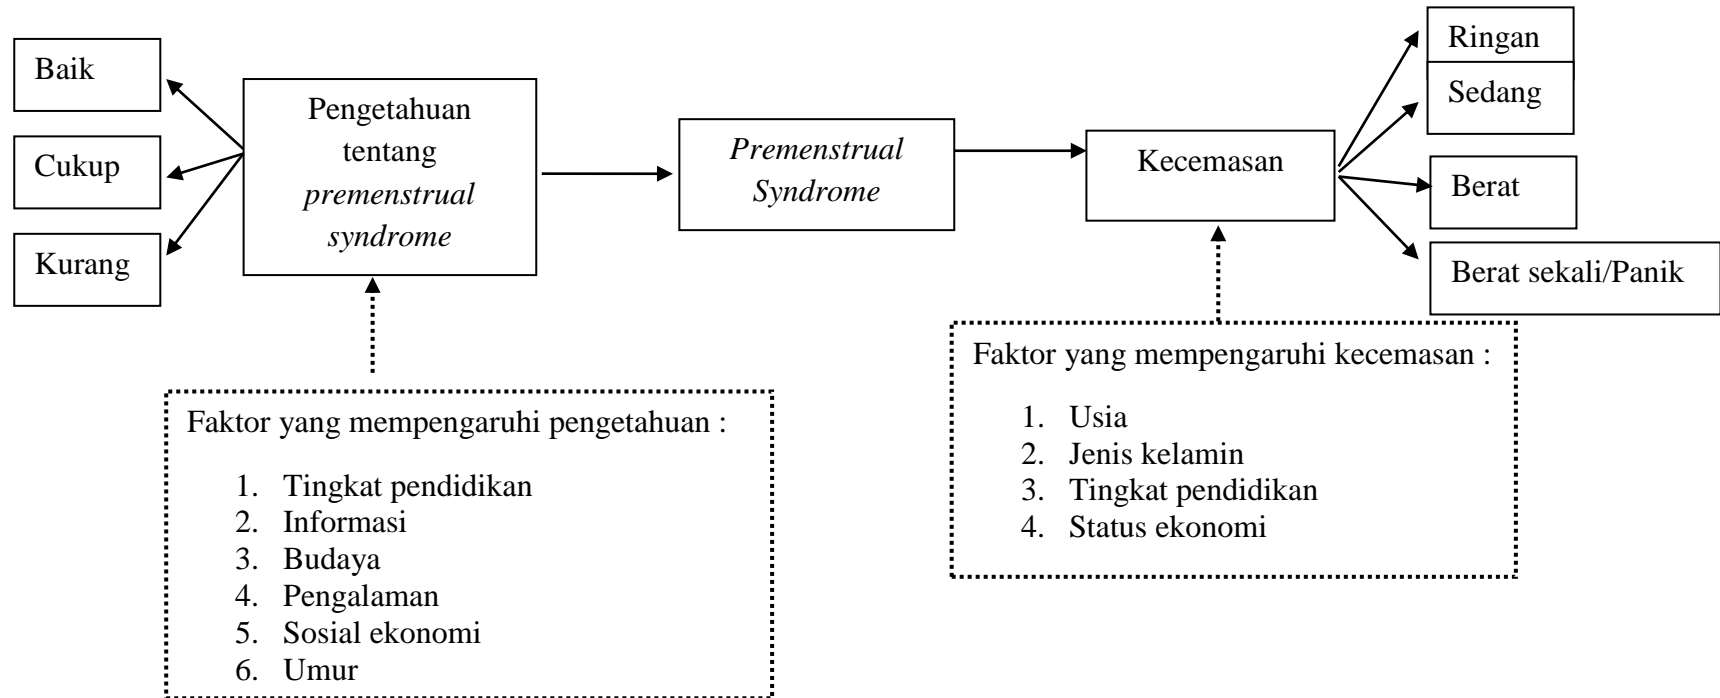 Baik
Cukup
Kurang
Pengetahuan
tentang
premenstrual
syndrome
Premenstrual
Syndrome
Kecemasan
Ringan
Sedang
Berat
Berat sekali/Panik
Faktor yang mempengaruhi pengetahuan :
1. Tingkat pendidikan
2. Informasi
3. Budaya
4. Pengalaman
5. Sosial ekonomi
6. Umur
Faktor yang mempengaruhi kecemasan :
1. Usia
2. Jenis kelamin
3. Tingkat pendidikan
4. Status ekonomi